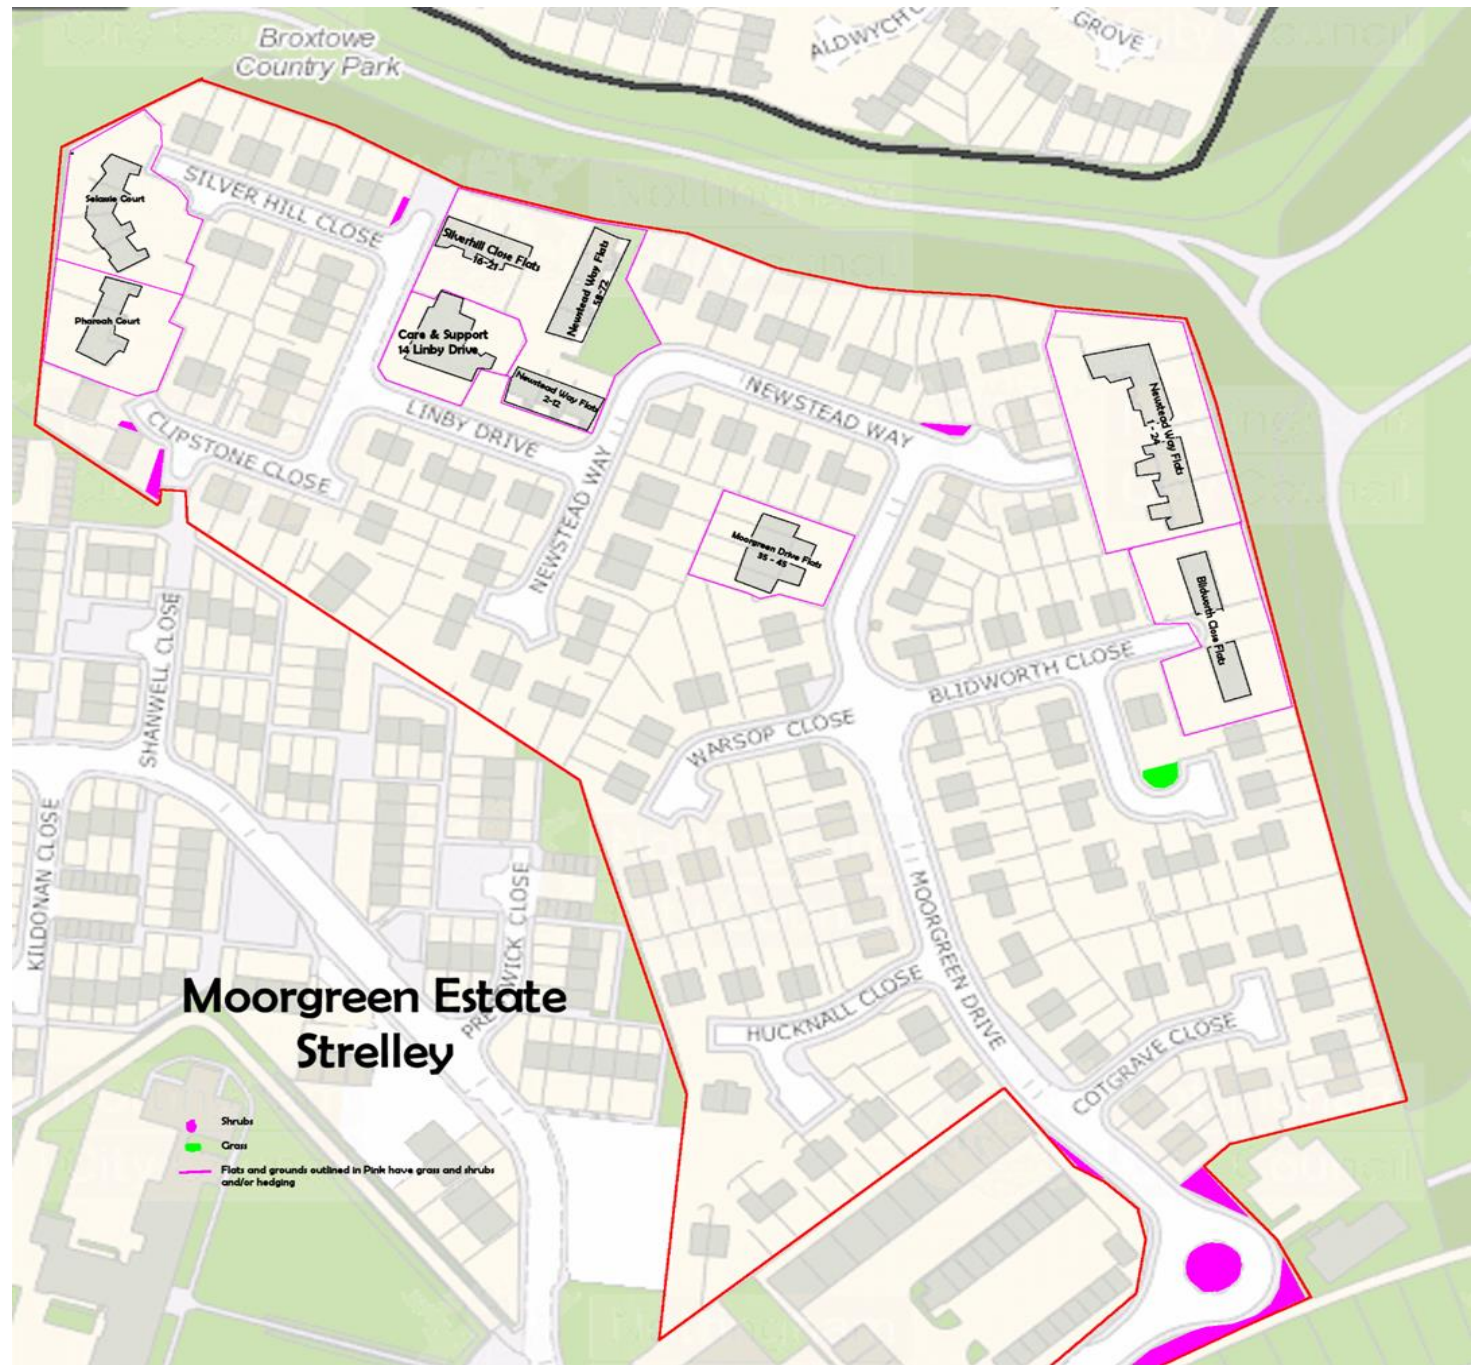 Broxtowe
Country Park
ALDWYCH
GROVE
SILVER HILL CLOSE
Selassie Court
Pharoah Court
Silverhill Close Flats
16-21
Newstead Way Flats
58-72
Care & Support
14 Linby Drive
Newstead Way Flats
2-12
LINBY DRIVE
CLIPSTONE CLOSE
NEWSTEAD WAY
NEWSTEAD WAY
Newstead Way Flats
1 - 24
Moorgreen Drive Flats
35 - 45
Blidworth Close Flats
BLIDWORTH CLOSE
WARSOP CLOSE
SHANWELL CLOSE
KILDONAN CLOSE
MOORGREEN DRIVE
HUCKNALL CLOSE
COTGRAVE CLOSE
WICK CLOSE
Moorgreen Estate
Strelley
Shrubs
Grass
Flats and grounds outlined in Pink have grass and shrubs
and/or hedging